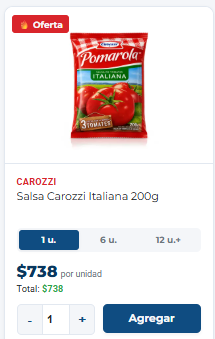 Oferta
CAROZZI
Pomarola
ITALIANA
3 TOMATES
200g
CAROZZI
Salsa Carozzi Italiana 200g
1 u.
6 u.
12 u.+
$738 por unidad
Total: $738
- 1 +
Agregar